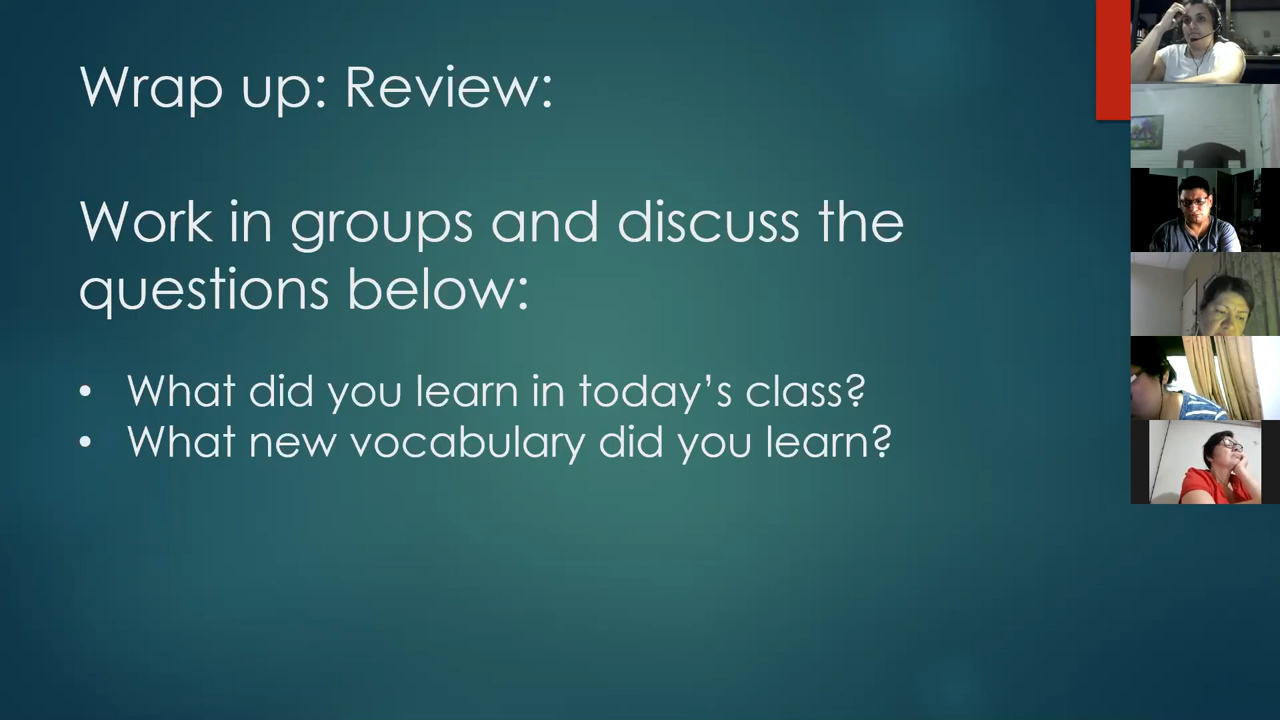 Wrap up: Review:
Work in groups and discuss the
questions below:
• What did you learn in today’s class?
• What new vocabulary did you learn?